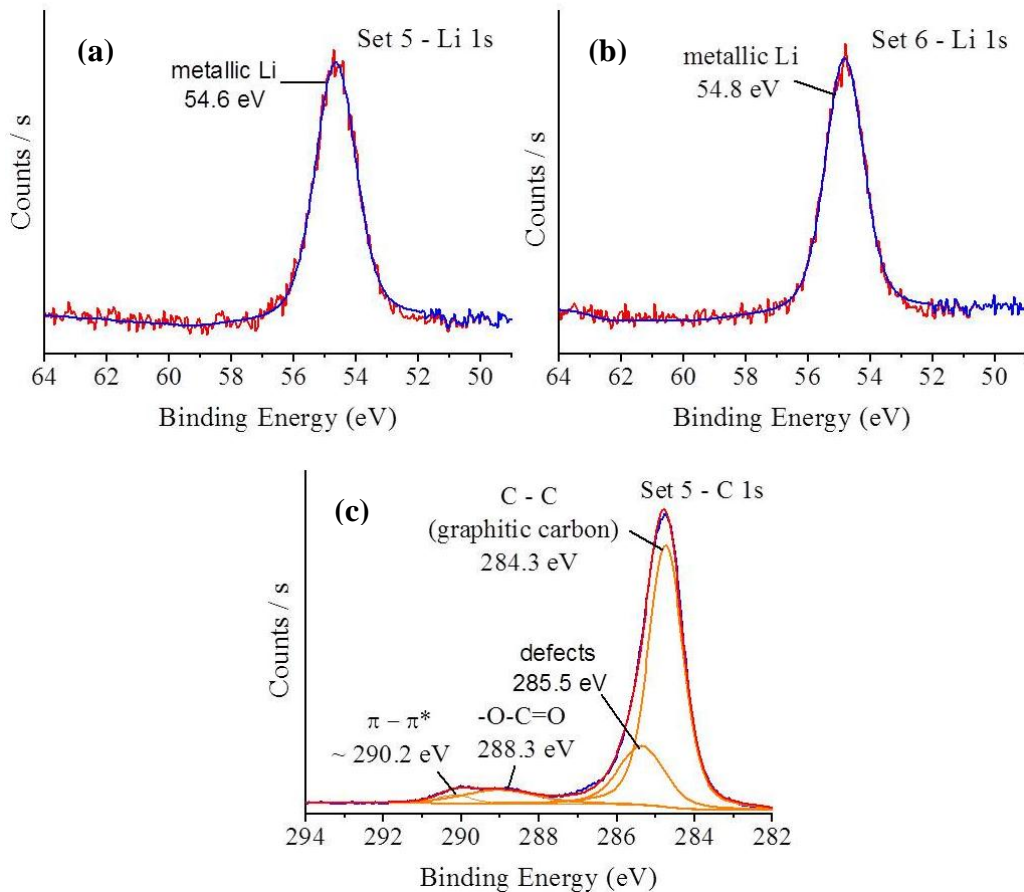 (a)
Set 5 - Li 1s
metallic Li
54.6 eV
Counts / s
64 62 60 58 56 54 52 50
Binding Energy (eV)
(b)
Set 6 - Li 1s
metallic Li
54.8 eV
Counts / s
64 62 60 58 56 54 52 50
Binding Energy (eV)
(c)
Set 5 - C 1s
C - C
(graphitic carbon)
284.3 eV
defects
285.5 eV
-O-C=O
288.3 eV
π – π*
~ 290.2 eV
Counts / s
294 292 290 288 286 284 282
Binding Energy (eV)